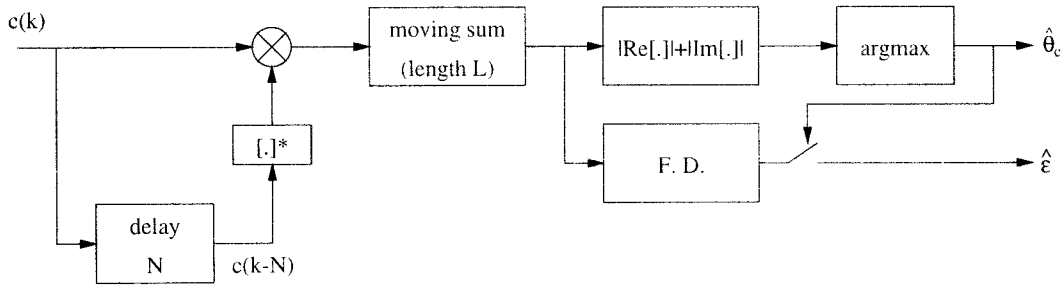 c(k)
moving sum
(length L)
|Re[.]|+|Im[.]|
argmax
θ̂c
[.]*
F. D.
ε̂
delay
N
c(k-N)